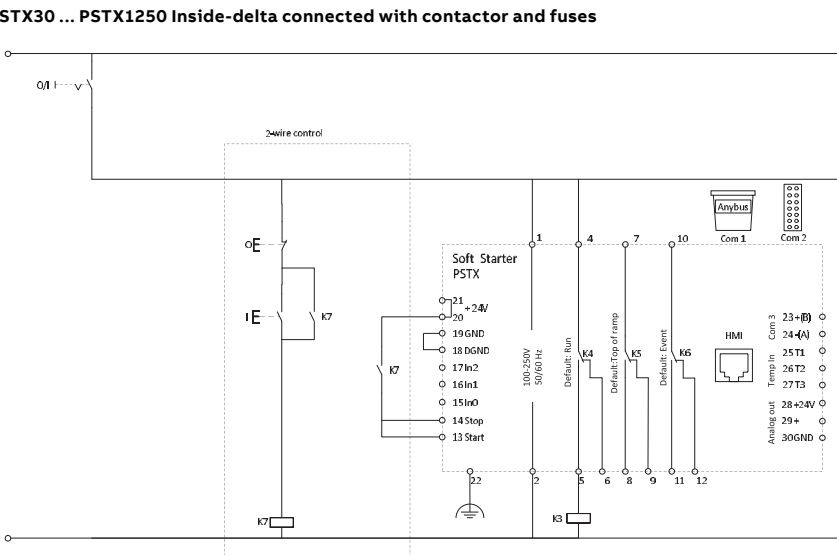 STX30 ... PSTX1250 Inside-delta connected with contactor and fuses
O/I
2-wire control
Anybus
Com 1
Com 2
O
1
4
7
10
Soft Starter
PSTX
21
+24V
20
19 GND
18 DGND
17 In2
16 In1
15 In0
14 Stop
13 Start
I
K7
K7
100-250V
50/60 Hz
Default: Run
K4
Default:Top of ramp
K5
Default: Event
K6
HMI
Com 3
Temp In
Analog out
23+(B)
24-(A)
25 T1
26 T2
27 T3
28+24V
29+
30GND
22
2
5
6
8
9
11
12
K7
K3